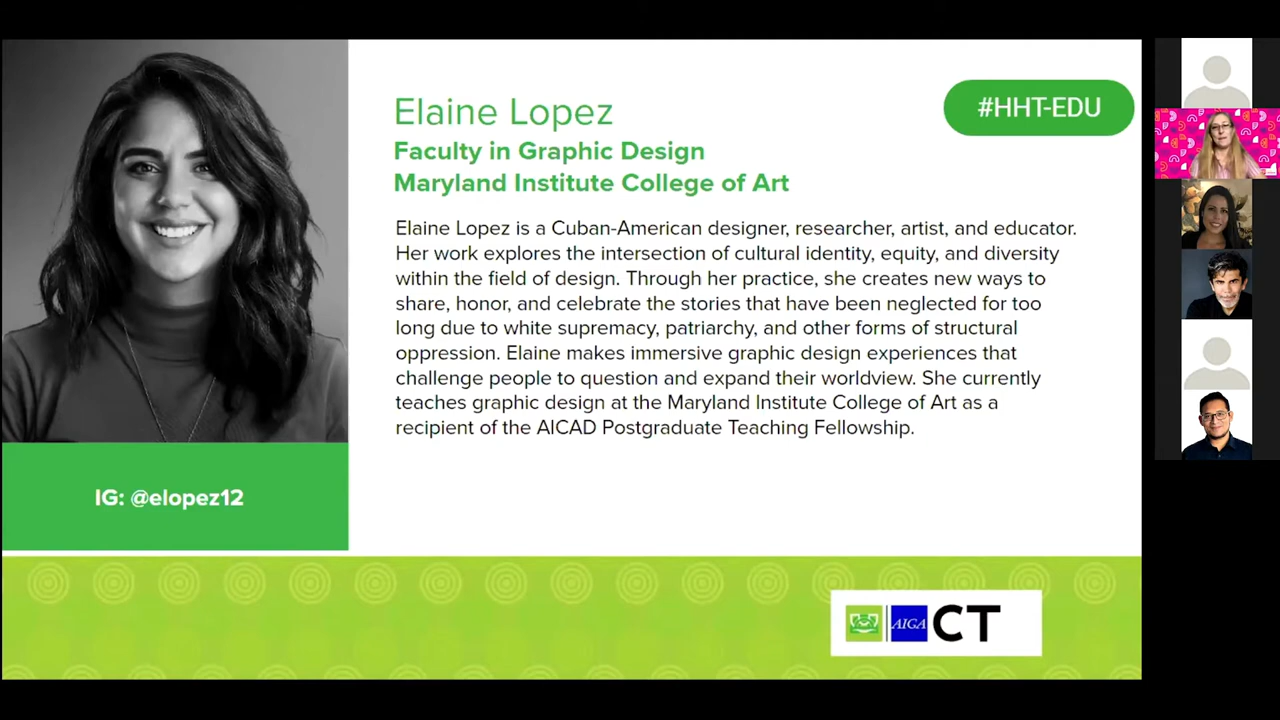 Elaine Lopez
#HHT-EDU
Faculty in Graphic Design
Maryland Institute College of Art
Elaine Lopez is a Cuban-American designer, researcher, artist, and educator.
Her work explores the intersection of cultural identity, equity, and diversity
within the field of design. Through her practice, she creates new ways to
share, honor, and celebrate the stories that have been neglected for too
long due to white supremacy, patriarchy, and other forms of structural
oppression. Elaine makes immersive graphic design experiences that
challenge people to question and expand their worldview. She currently
teaches graphic design at the Maryland Institute College of Art as a
recipient of the AICAD Postgraduate Teaching Fellowship.
IG: @elopez12
AIGA CT